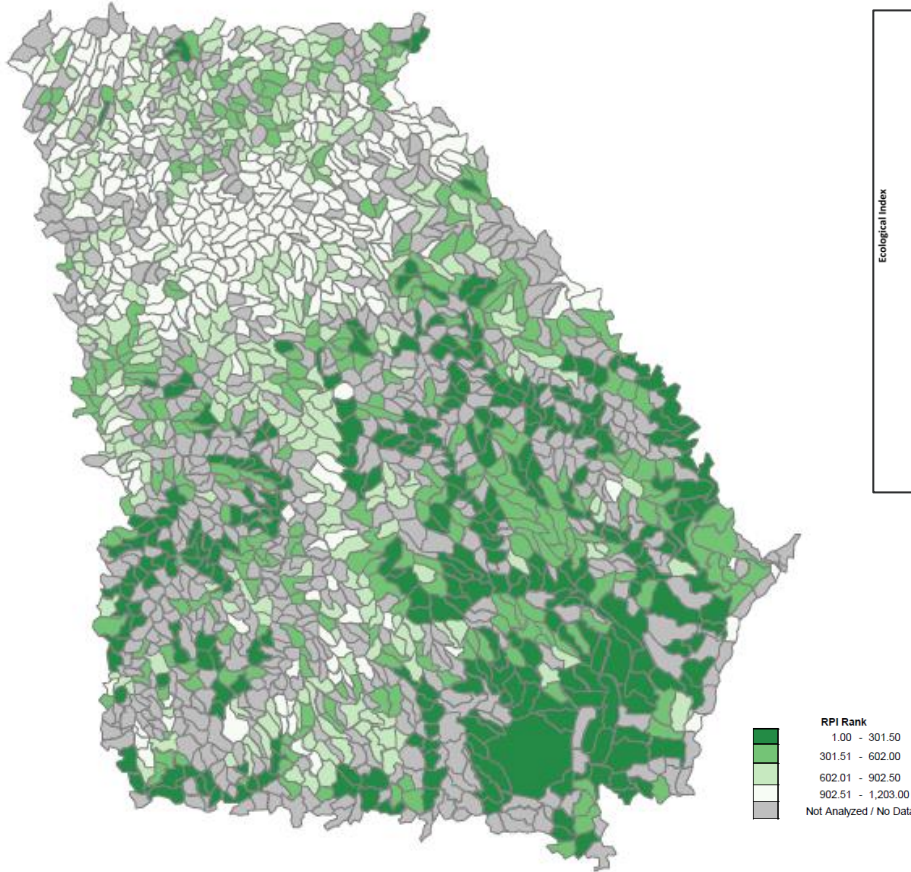 Ecological Index
RPI Rank
1.00 - 301.50
301.51 - 602.00
602.01 - 902.50
902.51 - 1,203.00
Not Analyzed / No Data